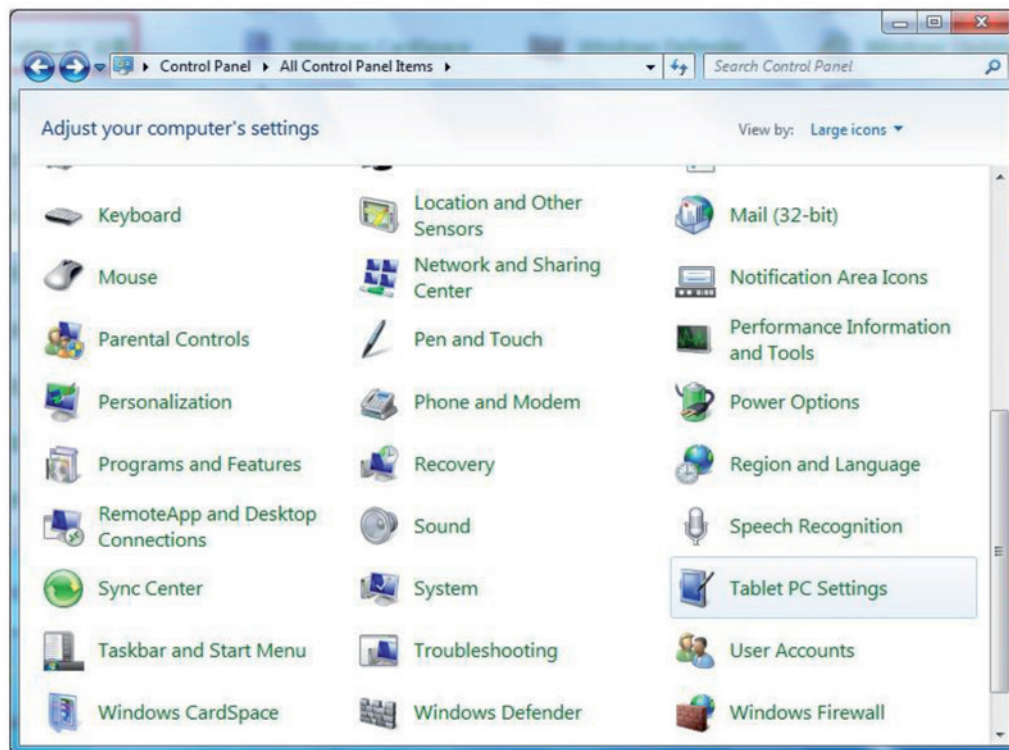 Control Panel All Control Panel Items Search Control Panel
Adjust your computer's settings View by: Large icons
Keyboard
Location and Other
Sensors
Mail (32-bit)
Mouse
Network and Sharing
Center
Notification Area Icons
Parental Controls
Pen and Touch
Performance Information
and Tools
Personalization
Phone and Modem
Power Options
Programs and Features
Recovery
Region and Language
RemoteApp and Desktop
Connections
Sound
Speech Recognition
Sync Center
System
Tablet PC Settings
Taskbar and Start Menu
Troubleshooting
User Accounts
Windows CardSpace
Windows Defender
Windows Firewall